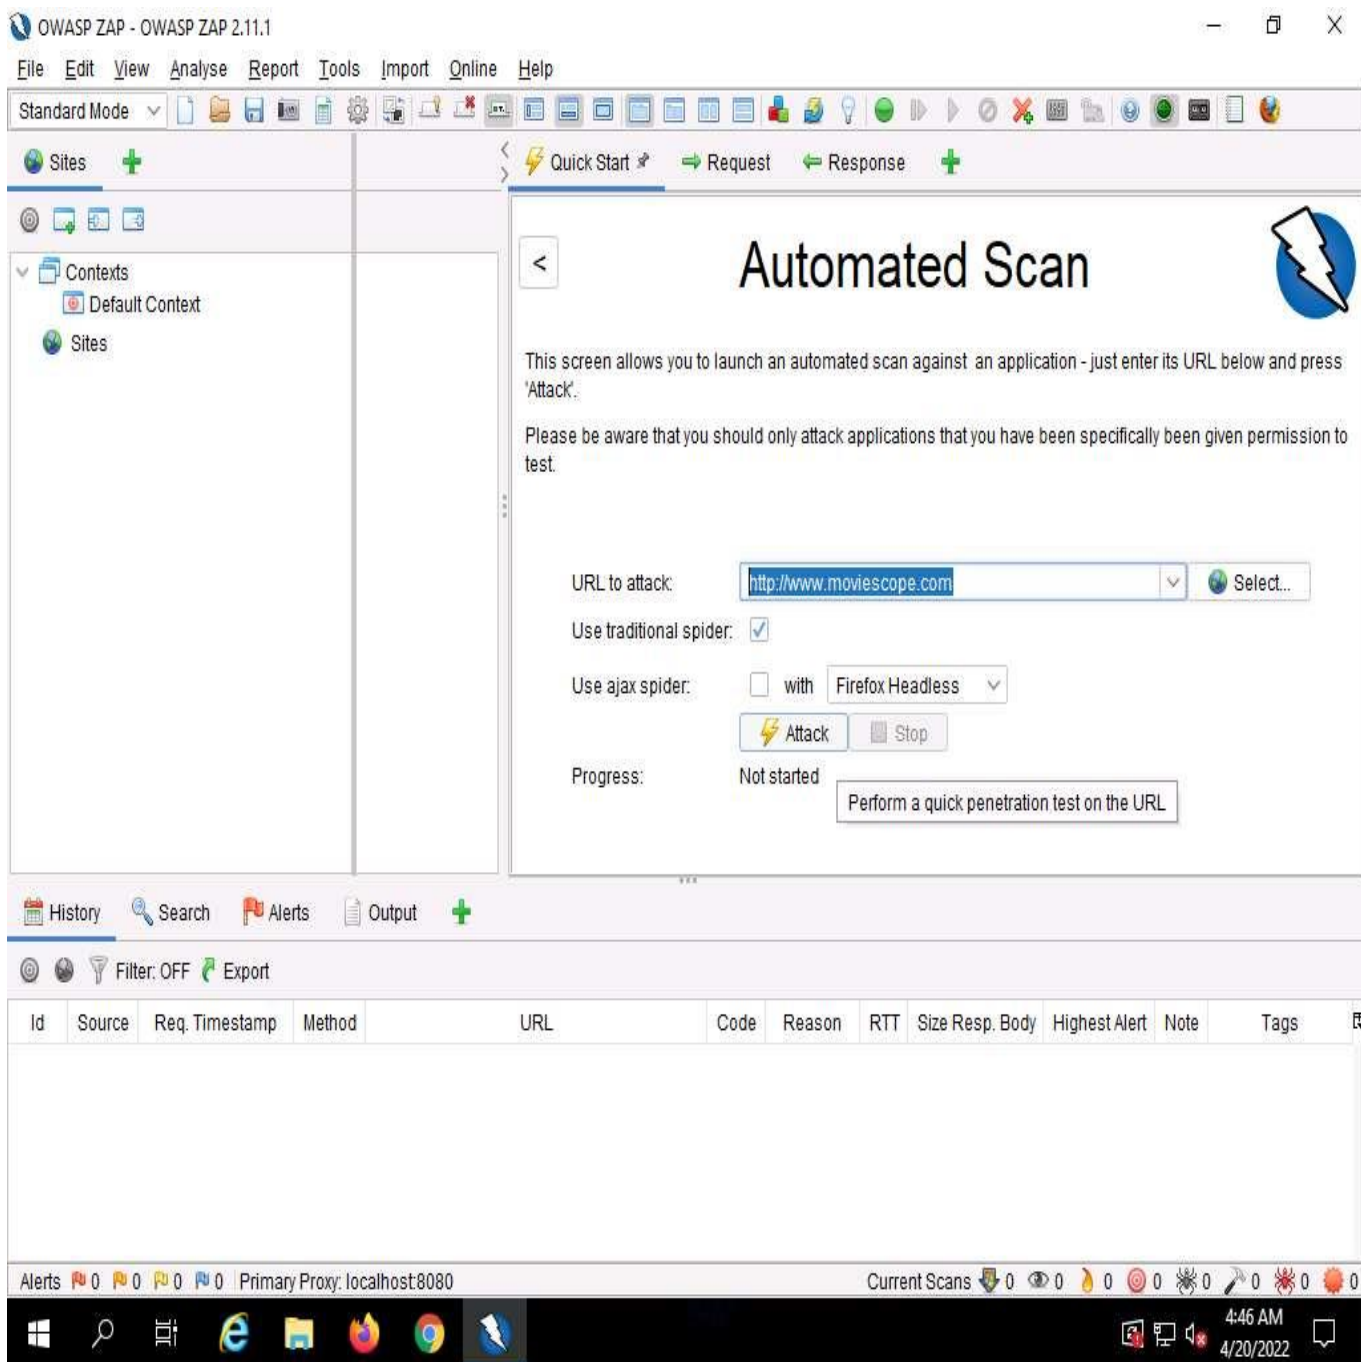 OWASP ZAP - OWASP ZAP 2.11.1
File Edit View Analyse Report Tools Import Online Help
Standard Mode
Sites
Quick Start Request Response
Contexts
Default Context
Sites
<
Automated Scan
This screen allows you to launch an automated scan against an application - just enter its URL below and press
'Attack'.
Please be aware that you should only attack applications that you have been specifically been given permission to
test.
URL to attack: http://www.moviescope.com Select...
Use traditional spider:
Use ajax spider: with Firefox Headless
Attack Stop
Progress: Not started
Perform a quick penetration test on the URL
History Search Alerts Output
Filter: OFF Export
Id Source Req. Timestamp Method URL Code Reason RTT Size Resp. Body Highest Alert Note Tags
Alerts 0 0 0 0 Primary Proxy: localhost:8080 Current Scans 0 0 0 0 0 0 0 0
4:46 AM
4/20/2022